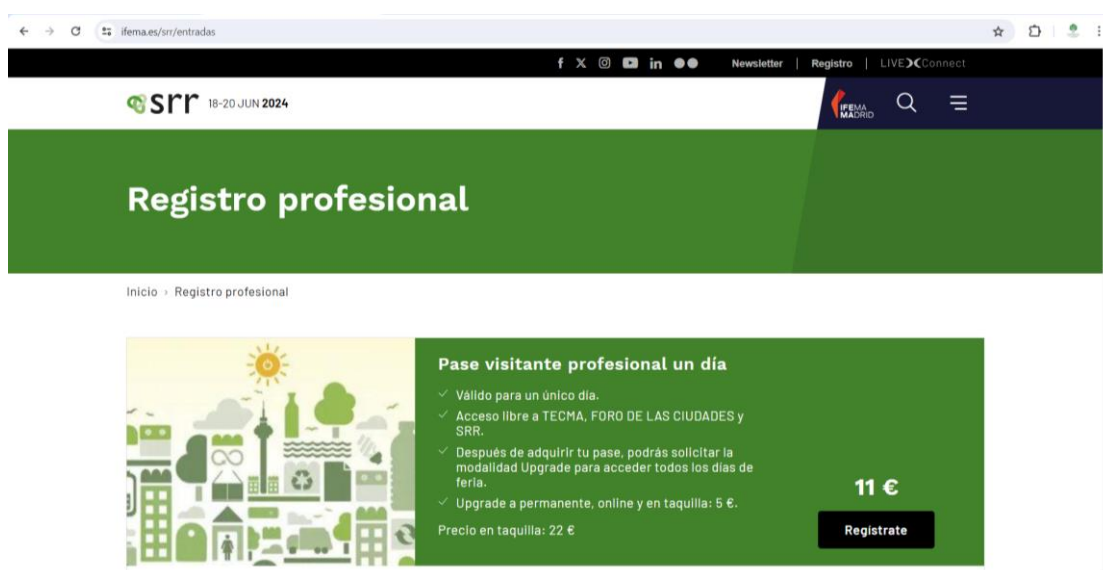 ifema.es/srr/entradas
Newsletter | Registro | LIVE Connect
srr 18-20 JUN 2024
IFEMA
MADRID
Registro profesional
Inicio › Registro profesional
Pase visitante profesional un día
Válido para un único día.
Acceso libre a TECMA, FORO DE LAS CIUDADES y
SRR.
Después de adquirir tu pase, podrás solicitar la
modalidad Upgrade para acceder todos los días de
feria.
Upgrade a permanente, online y en taquilla: 5 €.
Precio en taquilla: 22 €
11 €
Regístrate